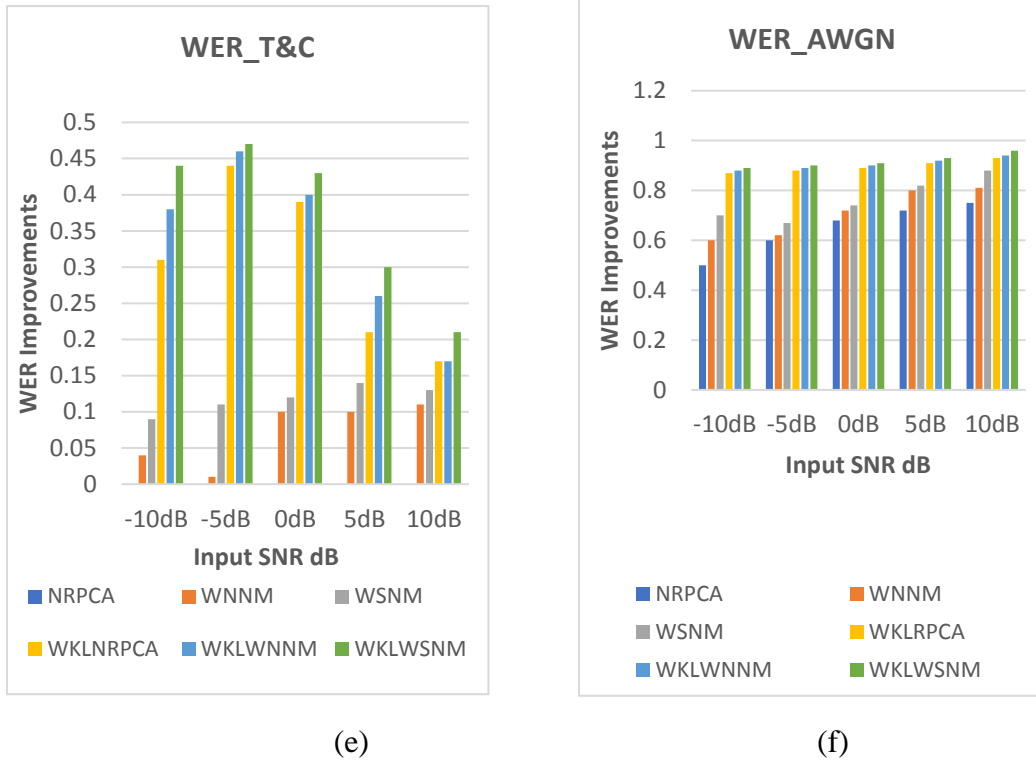 WER_T&C
WER Improvements
0.5
0.45
0.4
0.35
0.3
0.25
0.2
0.15
0.1
0.05
0
-10dB -5dB 0dB 5dB 10dB
Input SNR dB
NRPCA WNNM WSNM
WKLNRPCA WKLWNNM WKLWSNM
(e)
WER_AWGN
WER Improvements
1.2
1
0.8
0.6
0.4
0.2
0
-10dB -5dB 0dB 5dB 10dB
Input SNR dB
NRPCA WNNM
WSNM WKLRPCA
WKLWNNM WKLWSNM
(f)